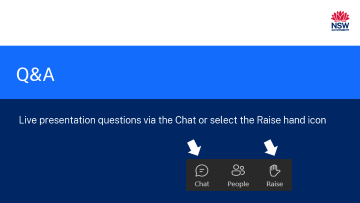 NSW
Q&A
Live presentation questions via the Chat or select the Raise hand icon
Chat People Raise